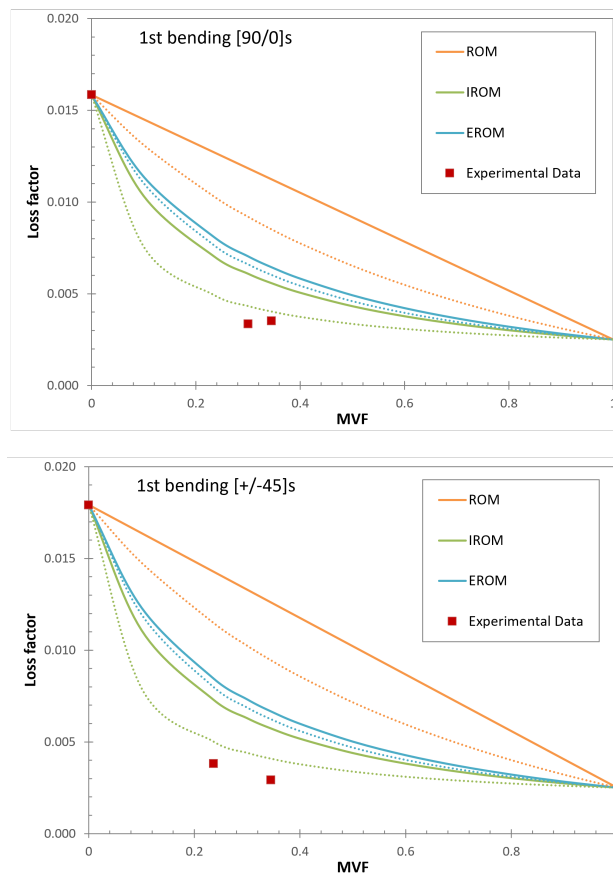 1st bending [90/0]s
0.020
0.015
0.010
0.005
0.000
Loss factor
0
0.2
0.4
0.6
0.8
1
MVF
ROM
IROM
EROM
Experimental Data
1st bending [+/-45]s
0.020
0.015
0.010
0.005
0.000
Loss factor
0
0.2
0.4
0.6
0.8
MVF
ROM
IROM
EROM
Experimental Data